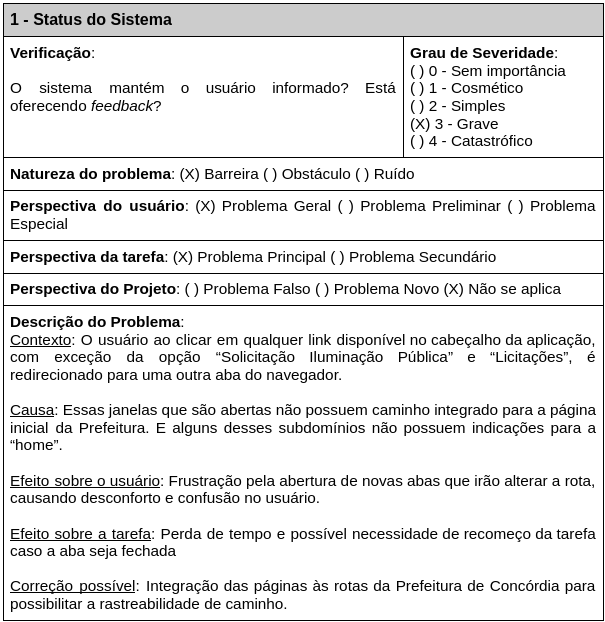 1 - Status do Sistema
Verificação:
O sistema mantém o usuário informado? Está
oferecendo feedback?
Grau de Severidade:
( ) 0 - Sem importância
( ) 1 - Cosmético
( ) 2 - Simples
(X) 3 - Grave
( ) 4 - Catastrófico
Natureza do problema: (X) Barreira ( ) Obstáculo ( ) Ruído
Perspectiva do usuário: (X) Problema Geral ( ) Problema Preliminar ( ) Problema
Especial
Perspectiva da tarefa: (X) Problema Principal ( ) Problema Secundário
Perspectiva do Projeto: ( ) Problema Falso ( ) Problema Novo (X) Não se aplica
Descrição do Problema:
Contexto: O usuário ao clicar em qualquer link disponível no cabeçalho da aplicação,
com exceção da opção “Solicitação Iluminação Pública” e “Licitações”, é
redirecionado para uma outra aba do navegador.
Causa: Essas janelas que são abertas não possuem caminho integrado para a página
inicial da Prefeitura. E alguns desses subdomínios não possuem indicações para a
“home”.
Efeito sobre o usuário: Frustração pela abertura de novas abas que irão alterar a rota,
causando desconforto e confusão no usuário.
Efeito sobre a tarefa: Perda de tempo e possível necessidade de recomeço da tarefa
caso a aba seja fechada
Correção possível: Integração das páginas às rotas da Prefeitura de Concórdia para
possibilitar a rastreabilidade de caminho.